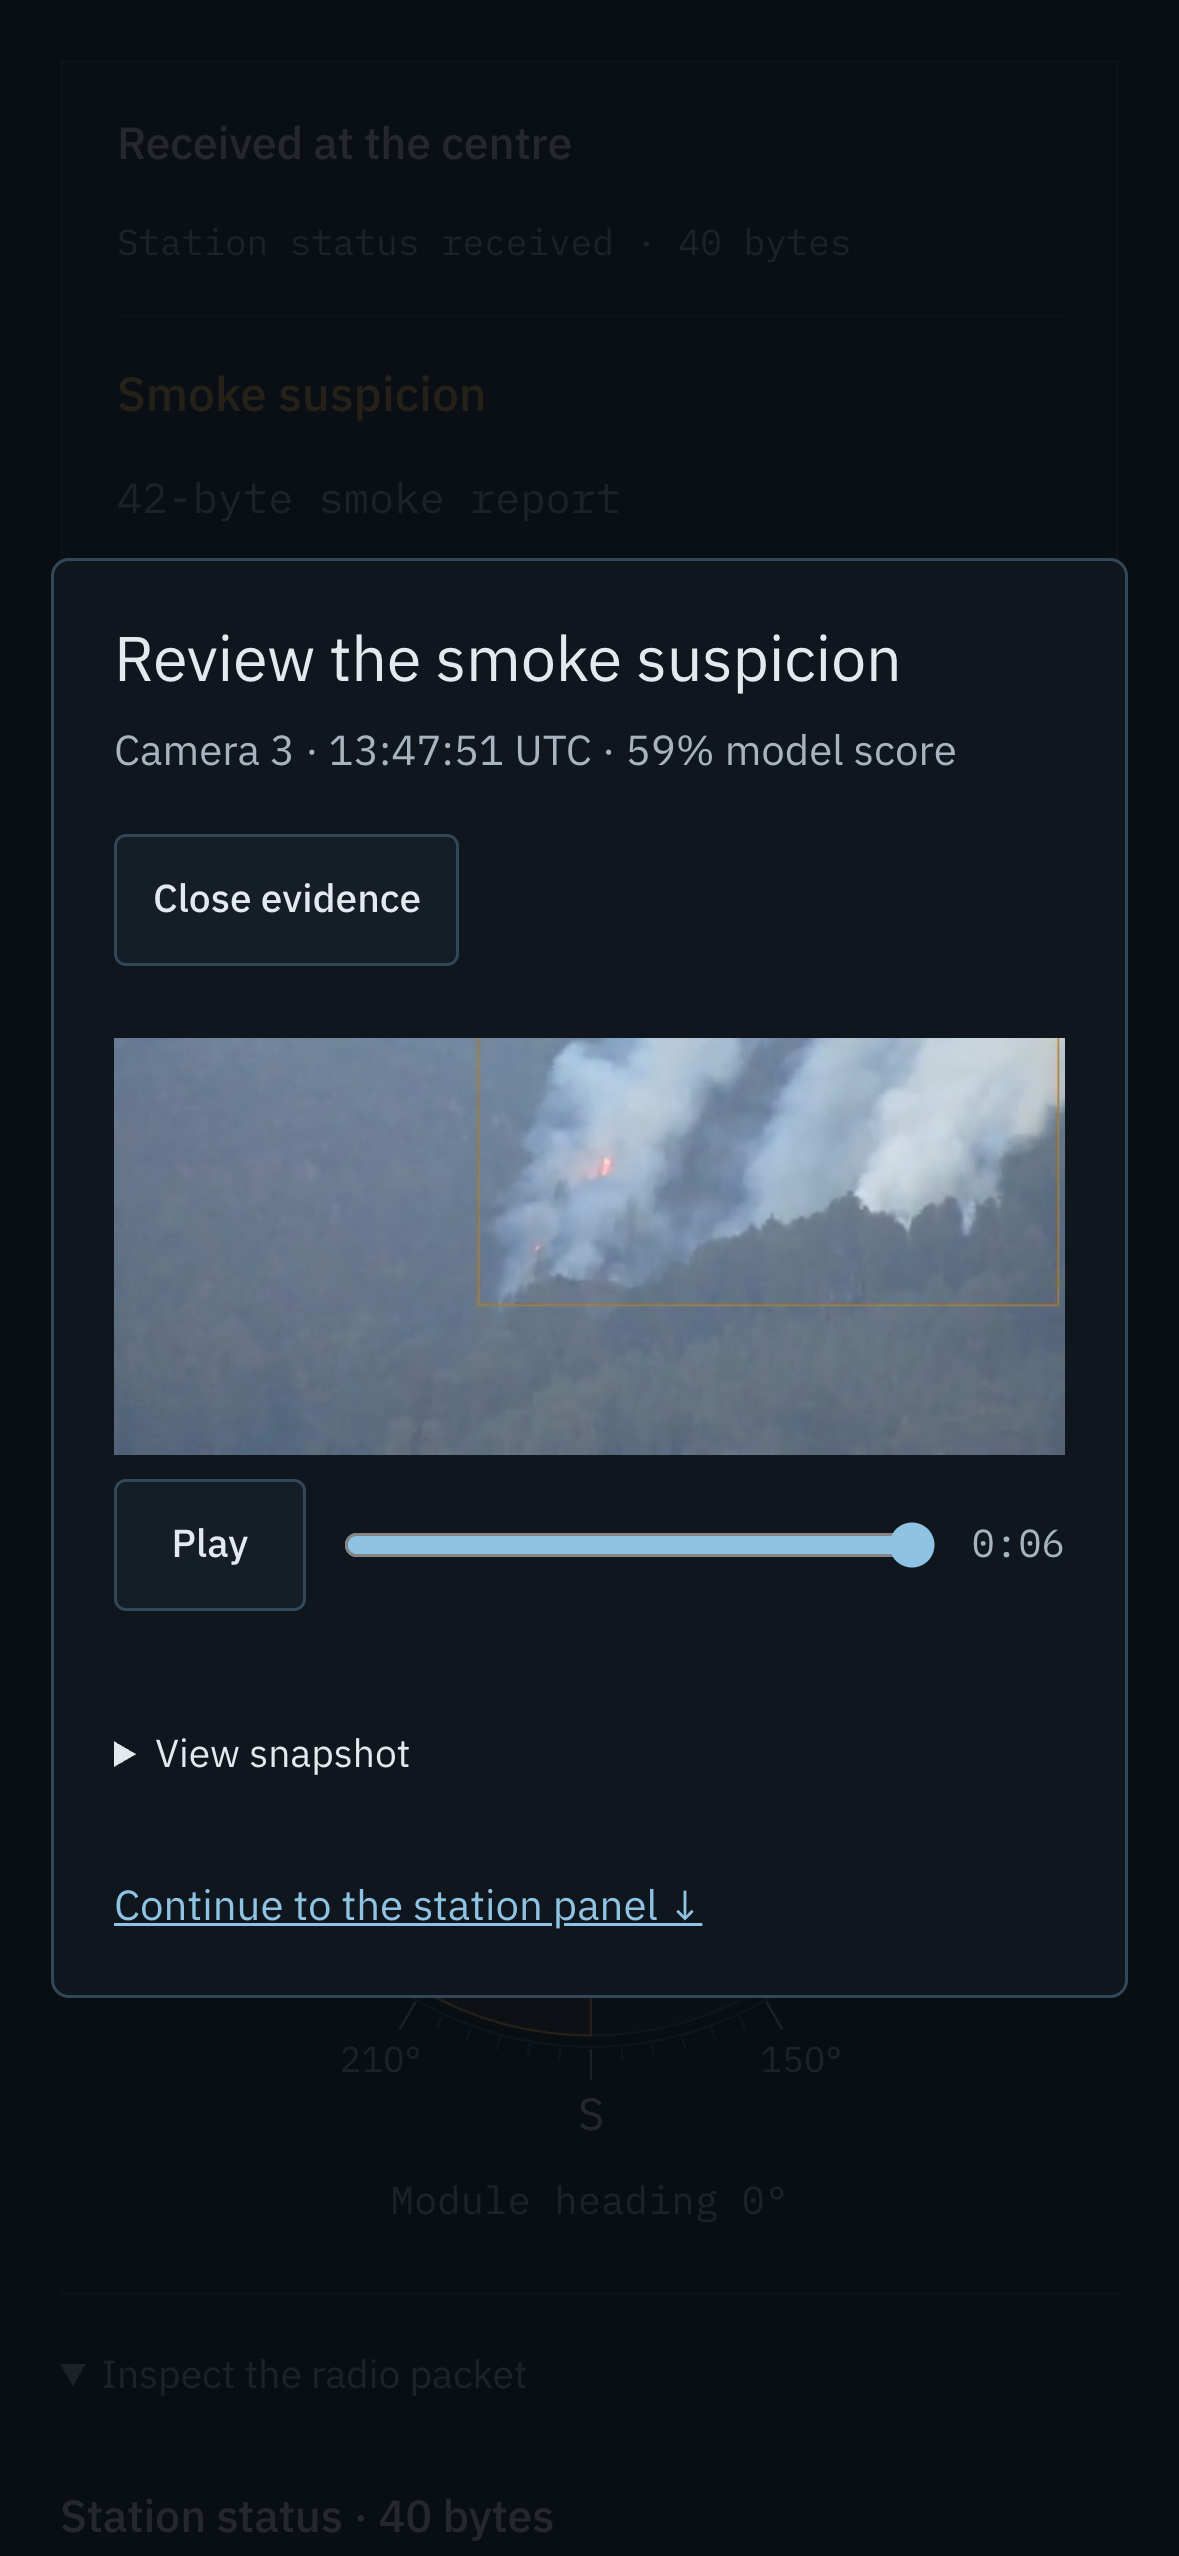 Received at the centre
Station status received · 40 bytes
Smoke suspicion
42-byte smoke report
Review the smoke suspicion
Camera 3 · 13:47:51 UTC · 59% model score
Close evidence
Play
0:06
▶ View snapshot
Continue to the station panel ↓
210°
150°
S
Module heading 0°
▼ Inspect the radio packet
Station status · 40 bytes